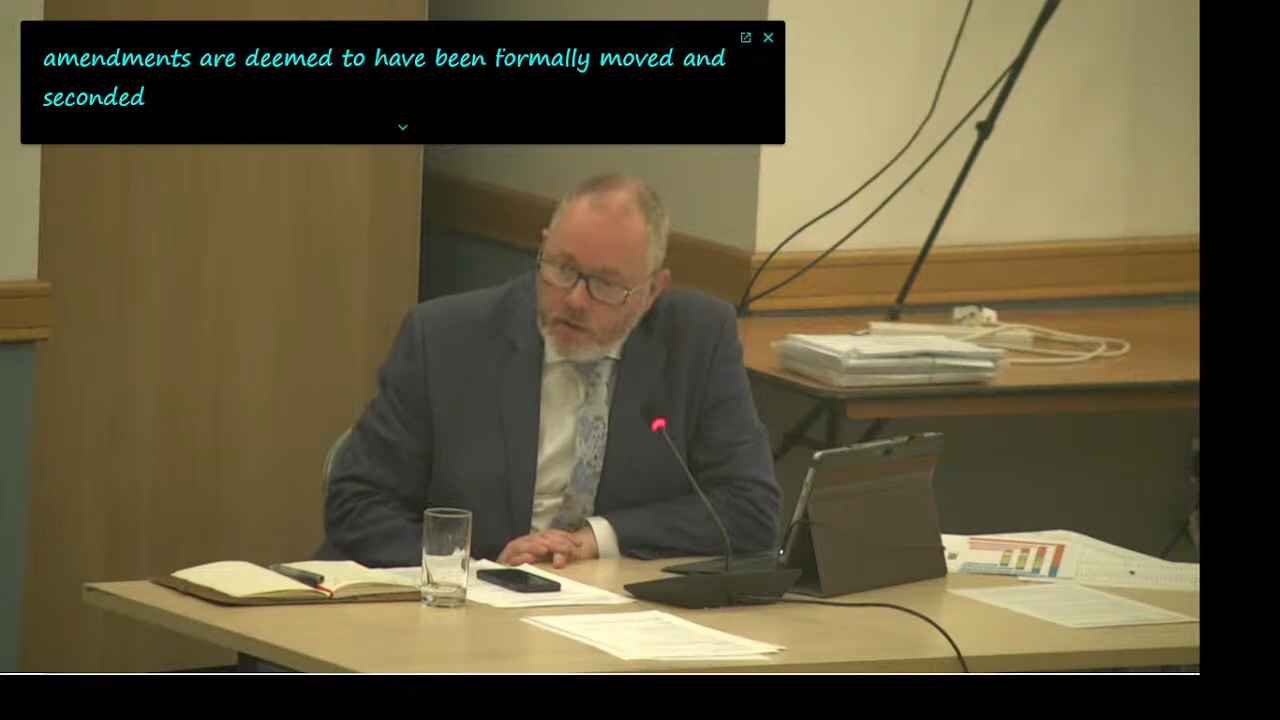 amendments are deemed to have been formally moved and
seconded